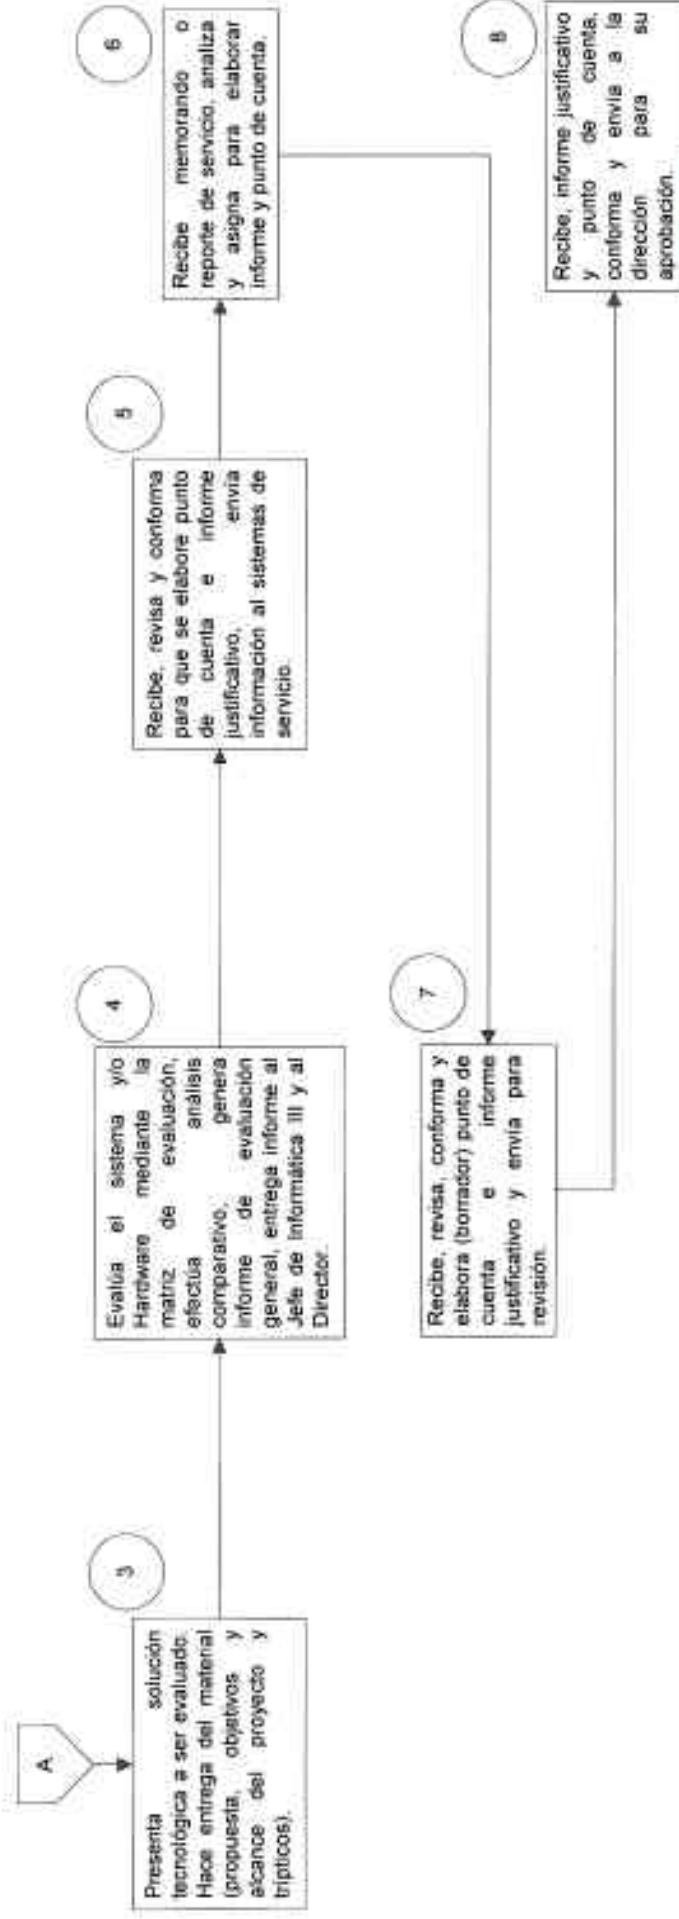 A
3
Presenta solución
tecnológica a ser evaluado.
Hace entrega del material
(propuesta, objetivos y
alcance del proyecto y
trípticos).
4
Evalúa el sistema y/o
Hardware mediante la
matriz de evaluación,
efectúa análisis
comparativo, genera
informe de evaluación
general, entrega informe al
Jefe de Informática III y al
Director.
5
Recibe, revisa y conforma
para que se elabore punto
de cuenta e informe
justificativo, envía
información al sistemas de
servicio.
6
Recibe memorando o
reporte de servicio, analiza
y asigna para elaborar
informe y punto de cuenta.
7
Recibe, revisa, conforma y
elabora (borrador) punto de
cuenta e informe
justificativo y envía para
revisión.
8
Recibe, informe justificativo
y punto de cuenta,
conforma y envía a la
dirección para su
aprobación.